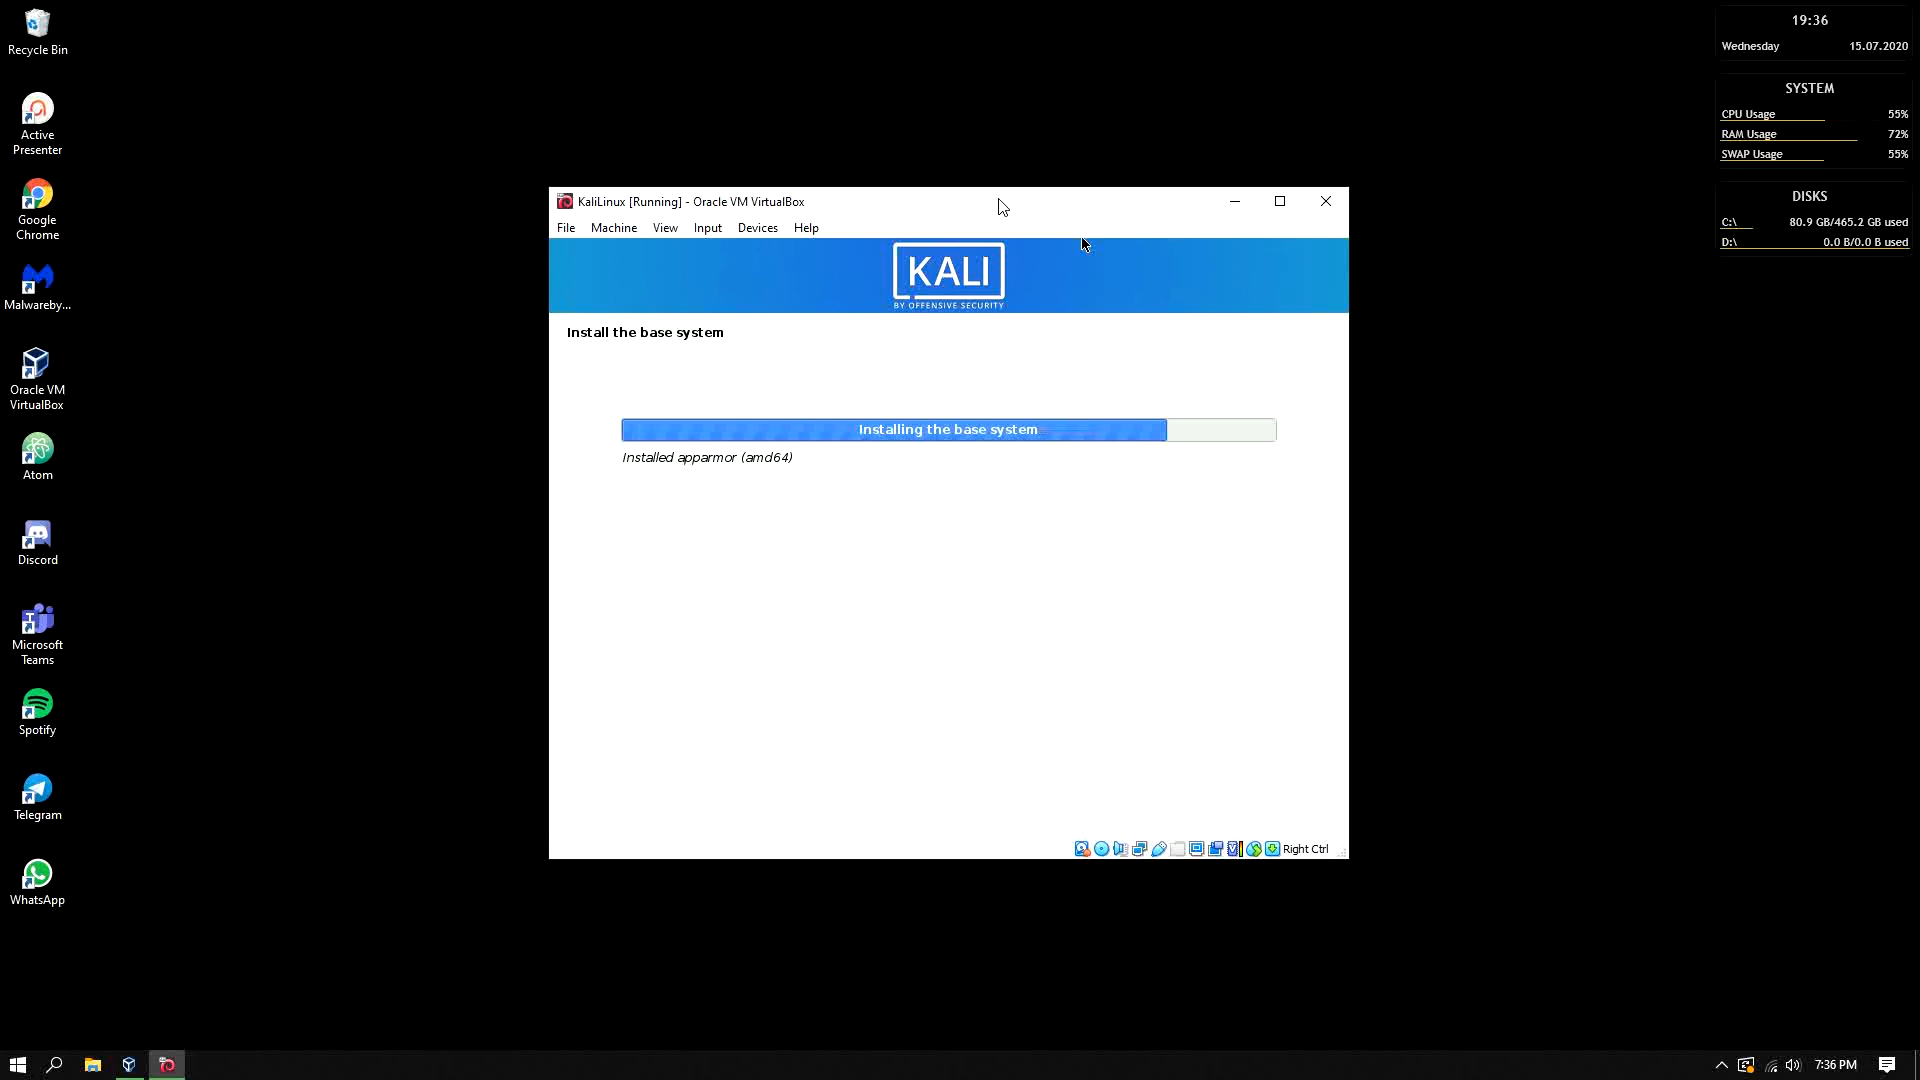 Recycle Bin
Active
Presenter
Google
Chrome
Malwareby...
Oracle VM
VirtualBox
Atom
Discord
Microsoft
Teams
Spotify
Telegram
WhatsApp
KaliLinux [Running] - Oracle VM VirtualBox
File Machine View Input Devices Help
KALI
BY OFFENSIVE SECURITY
Install the base system
Installing the base system
Installed apparmor (amd64)
Right Ctrl
19:36
Wednesday 15.07.2020
SYSTEM
CPU Usage 55%
RAM Usage 72%
SWAP Usage 55%
DISKS
C:\ 80.9 GB/465.2 GB used
D:\ 0.0 B/0.0 B used
7:36 PM